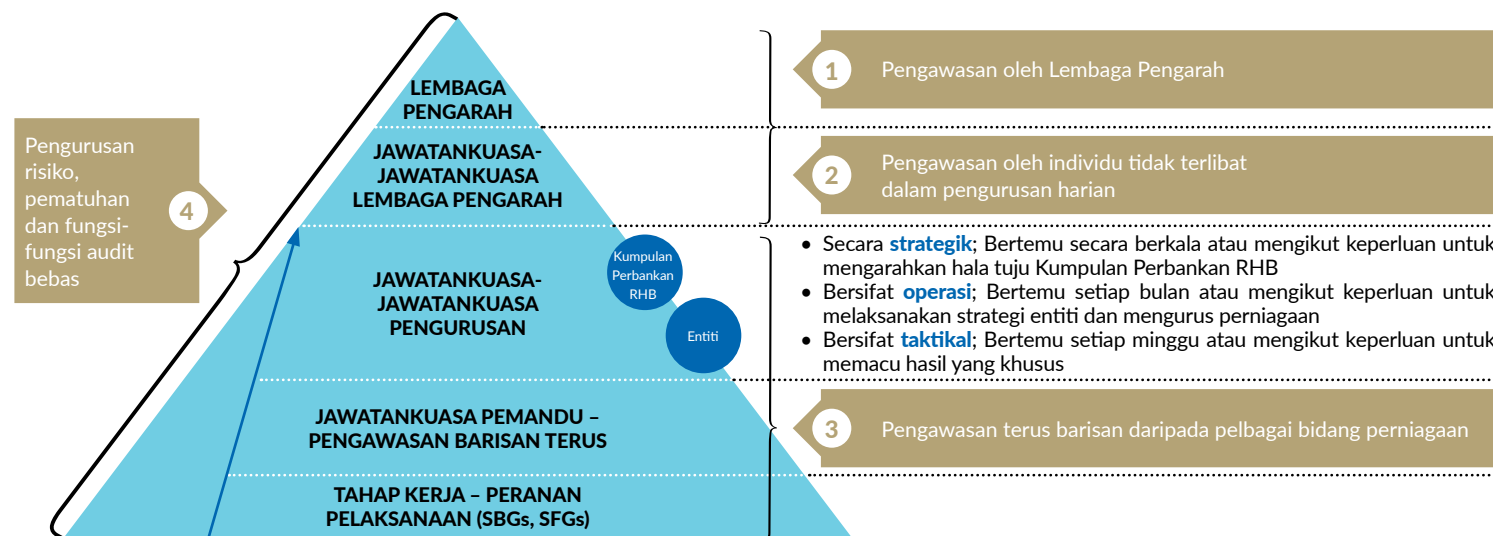 LEMBAGA
PENGARAH
JAWATANKUASA-
JAWATANKUASA
LEMBAGA PENGARAH
JAWATANKUASA-
JAWATANKUASA
PENGURUSAN
JAWATANKUASA PEMANDU –
PENGAWASAN BARISAN TERUS
TAHAP KERJA – PERANAN
PELAKSANAAN (SBGs, SFGs)
Kumpulan
Perbankan
RHB
Entiti
Pengurusan
risiko,
pematuhan
dan fungsi-
fungsi audit
bebas
4
1 Pengawasan oleh Lembaga Pengarah
2 Pengawasan oleh individu tidak terlibat
dalam pengurusan harian
• Secara strategik; Bertemu secara berkala atau mengikut keperluan untuk
mengarahkan hala tuju Kumpulan Perbankan RHB
• Bersifat operasi; Bertemu setiap bulan atau mengikut keperluan untuk
melaksanakan strategi entiti dan mengurus perniagaan
• Bersifat taktikal; Bertemu setiap minggu atau mengikut keperluan untuk
memacu hasil yang khusus
3 Pengawasan terus barisan daripada pelbagai bidang perniagaan